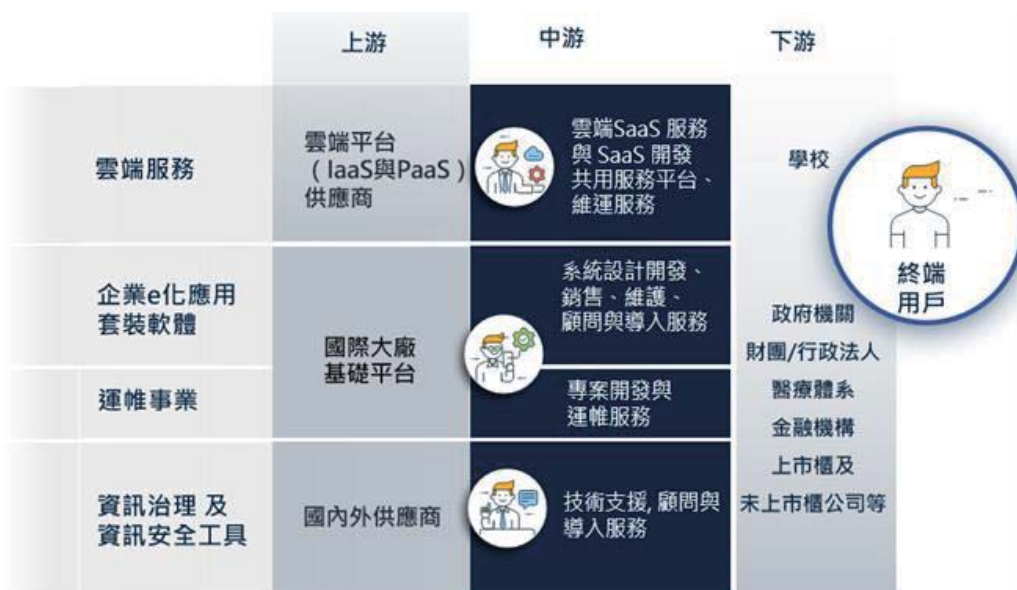 上游
中游
下游
雲端服務
雲端平台
（IaaS與PaaS）
供應商
雲端SaaS 服務
與 SaaS 開發
共用服務平台、
維運服務
學校
終端
用戶
企業e化應用
套裝軟體
國際大廠
基礎平台
系統設計開發、
銷售、維護、
顧問與導入服務
政府機關
財團/行政法人
醫療體系
金融機構
上市櫃及
未上市櫃公司等
運帷事業
專案開發與
運帷服務
資訊治理 及
資訊安全工具
國內外供應商
技術支援, 顧問與
導入服務